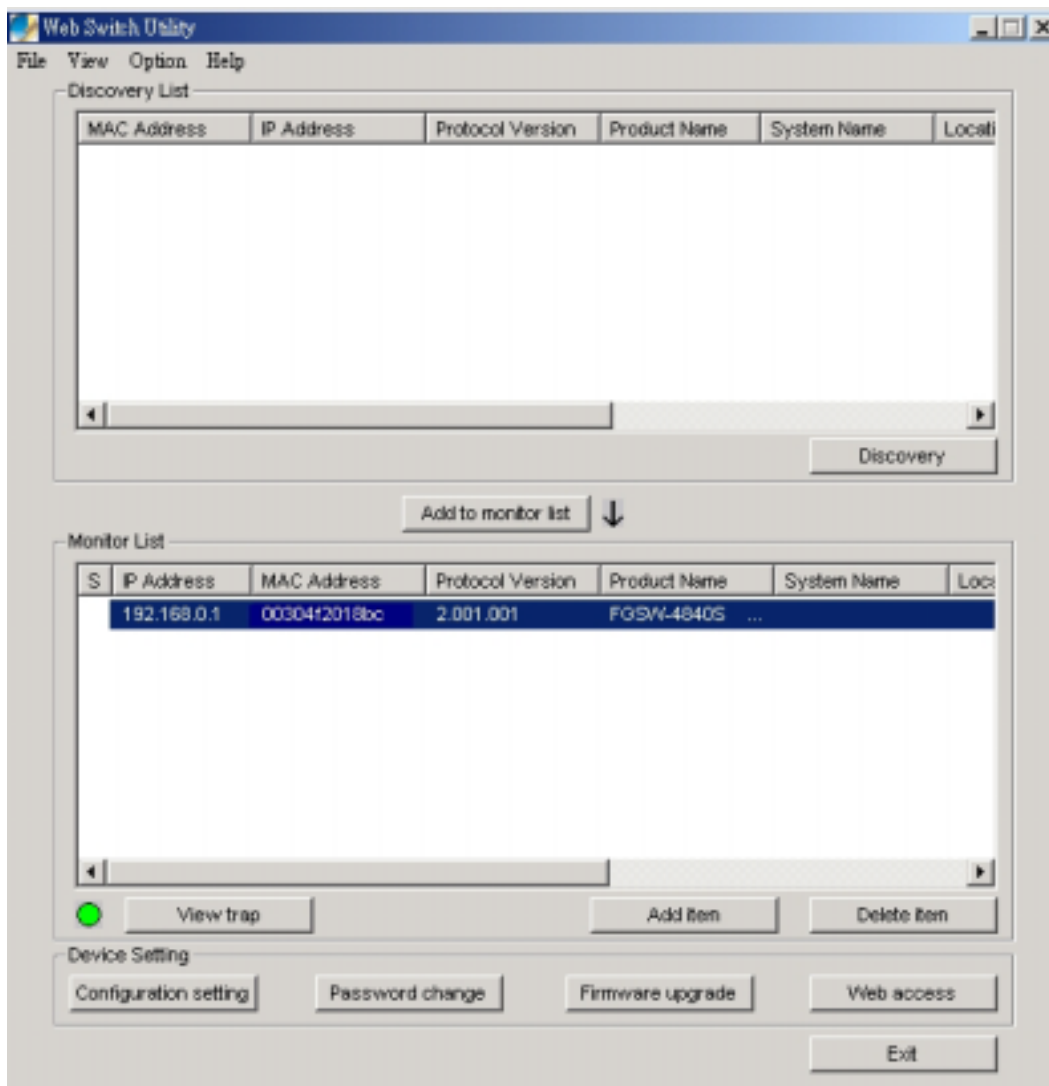 Web Switch Utility
File View Option Help
Discovery List
MAC Address IP Address Protocol Version Product Name System Name Locati
Discovery
Add to monitor list
Monitor List
S IP Address MAC Address Protocol Version Product Name System Name Loca
192.168.0.1 00304f2018bc 2.001.001 FGSW-4840S ...
View trap Add item Delete item
Device Setting
Configuration setting Password change Firmware upgrade Web access
Exit